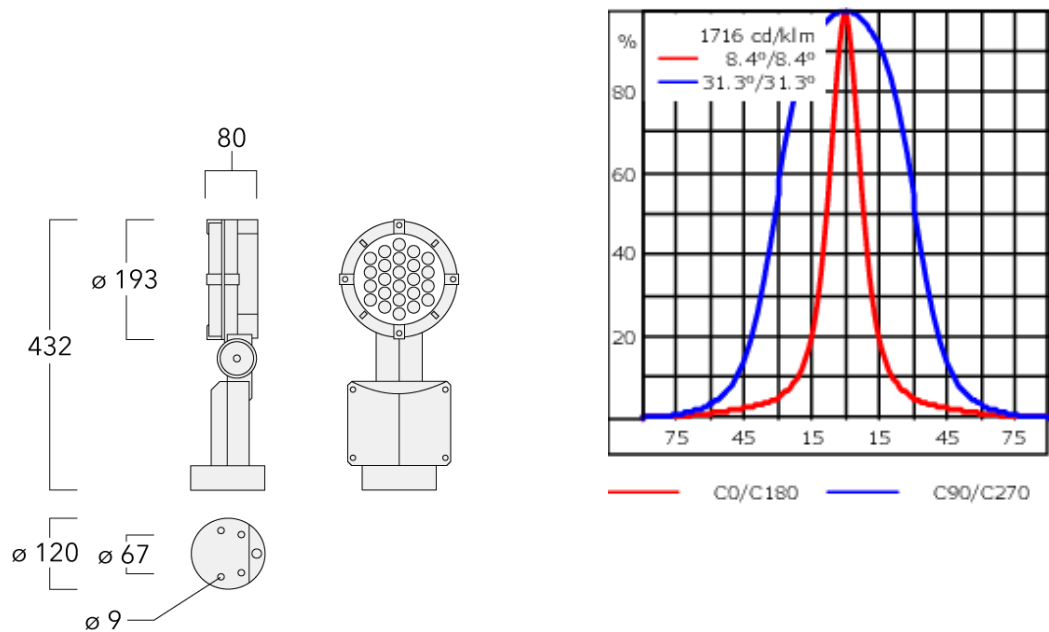 80
ø 193
432
ø 120
ø 67
ø 9
%
1716 cd/klm
8.4º/8.4º
31.3º/31.3º
80
60
40
20
75 45 15 15 45 75
C0/C180 C90/C270